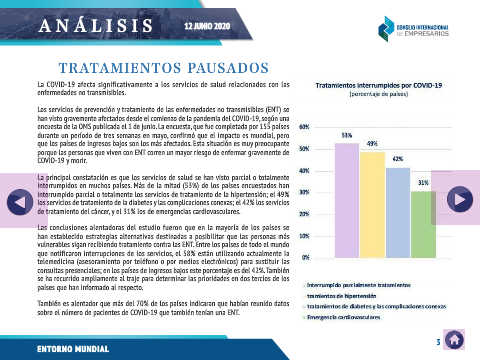 ANÁLISIS
12 JUNIO 2020
CONSEJO INTERNACIONAL
DE EMPRESARIOS
TRATAMIENTOS PAUSADOS
La COVID-19 afecta significativamente a los servicios de salud relacionados con las
enfermedades no transmisibles.
Los servicios de prevención y tratamiento de las enfermedades no transmisibles (ENT) se
han visto gravemente afectados desde el comienzo de la pandemia del COVID-19, según una
encuesta de la OMS publicada el 1 de junio. La encuesta, que fue completada por 155 países
durante un período de tres semanas en mayo, confirmó que el impacto es mundial, pero
que los países de ingresos bajos son los más afectados. Esta situación es muy preocupante
porque las personas que viven con ENT corren un mayor riesgo de enfermar gravemente de
COVID-19 y morir.
La principal constatación es que los servicios de salud se han visto parcial o totalmente
interrumpidos en muchos países. Más de la mitad (53%) de los países encuestados han
interrumpido parcial o totalmente los servicios de tratamiento de la hipertensión; el 49%
los servicios de tratamiento de la diabetes y las complicaciones conexas; el 42% los servicios
de tratamiento del cáncer, y el 31% los de emergencias cardiovasculares.
Las conclusiones alentadoras del estudio fueron que en la mayoría de los países se
han establecido estrategias alternativas destinadas a posibilitar que las personas más
vulnerables sigan recibiendo tratamiento contra las ENT. Entre los países de todo el mundo
que notificaron interrupciones de los servicios, el 58% están utilizando actualmente la
telemedicina (asesoramiento por teléfono o por medios electrónicos) para sustituir las
consultas presenciales; en los países de ingresos bajos este porcentaje es del 42%. También
se ha recurrido ampliamente al triaje para determinar las prioridades en dos tercios de los
países que han informado al respecto.
También es alentador que más del 70% de los países indicaron que habían reunido datos
sobre el número de pacientes de COVID-19 que también tenían una ENT.
Tratamientos interrumpidos por COVID-19
(porcentaje de países)
60%
50%
40%
30%
20%
10%
0%
53%
49%
42%
31%
Interrumpido parcialmente tratamientos
tramientos de hipertensión
tratamientos de diabetes y las complicaciones conexas
Emergencia cardiovasculares
ENTORNO MUNDIAL
3